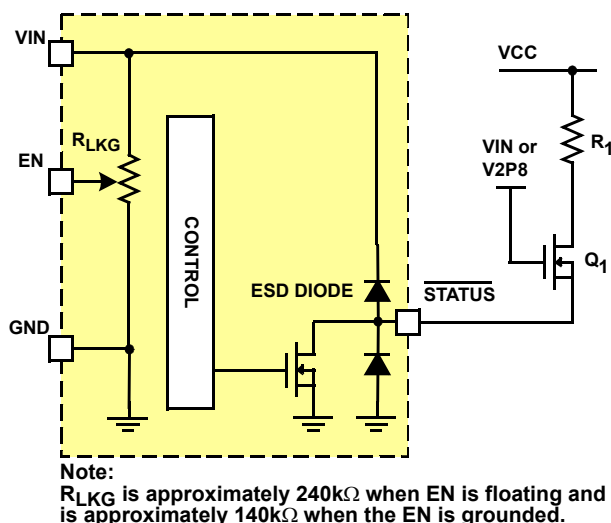 VIN
VCC
RLKG
R1
VIN or
V2P8
EN
CONTROL
Q1
ESD DIODE
STATUS
GND
Note:
RLKG is approximately 240kΩ when EN is floating and
is approximately 140kΩ when the EN is grounded.